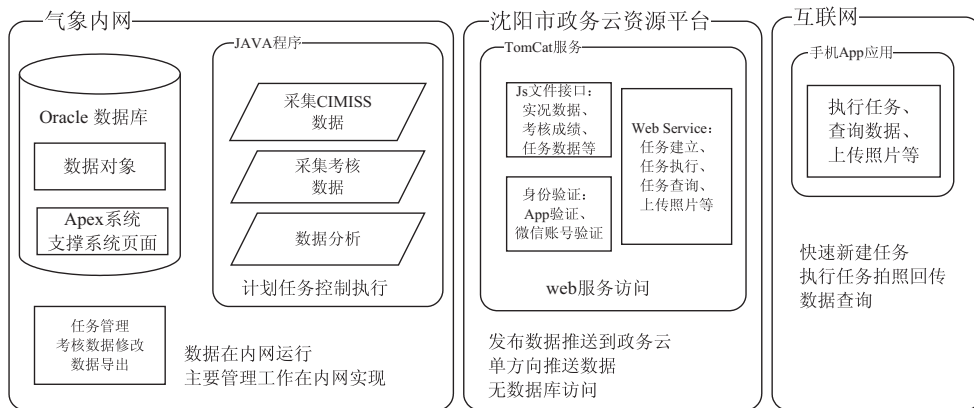 气象内网
Oracle 数据库
数据对象
Apex系统
支撑系统页面
JAVA程序
采集CIMISS
数据
采集考核
数据
数据分析
计划任务控制执行
任务管理
考核数据修改
数据导出
数据在内网运行
主要管理工作在内网实现
沈阳市政务云资源平台
TomCat服务
Js文件接口：
实况数据、
考核成绩、
任务数据等
身份验证：
App验证、
微信账号验证
Web Service：
任务建立、
任务执行、
任务查询、
上传照片等
web服务访问
发布数据推送到政务云
单方向推送数据
无数据库访问
互联网
手机App应用
执行任务、
查询数据、
上传照片等
快速新建任务
执行任务拍照回传
数据查询